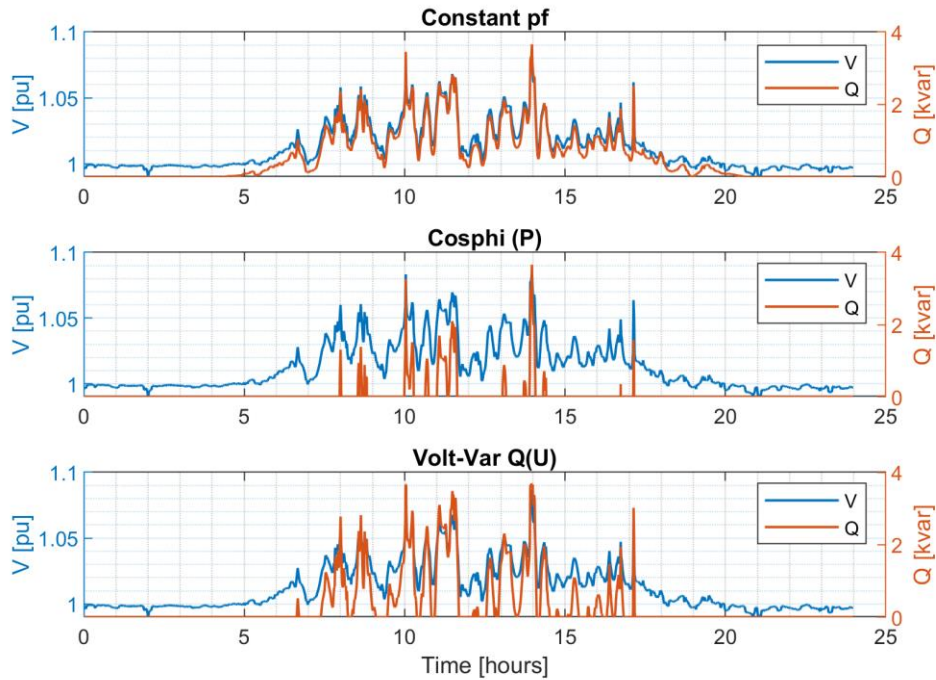 Constant pf
1.1
1.05
1
V [pu]
4
2
0
Q [kvar]
V
Q
0 5 10 15 20 25
Cosphi (P)
1.1
1.05
1
V [pu]
4
2
0
Q [kvar]
V
Q
0 5 10 15 20 25
Volt-Var Q(U)
1.1
1.05
1
V [pu]
4
2
0
Q [kvar]
V
Q
0 5 10 15 20 25
Time [hours]